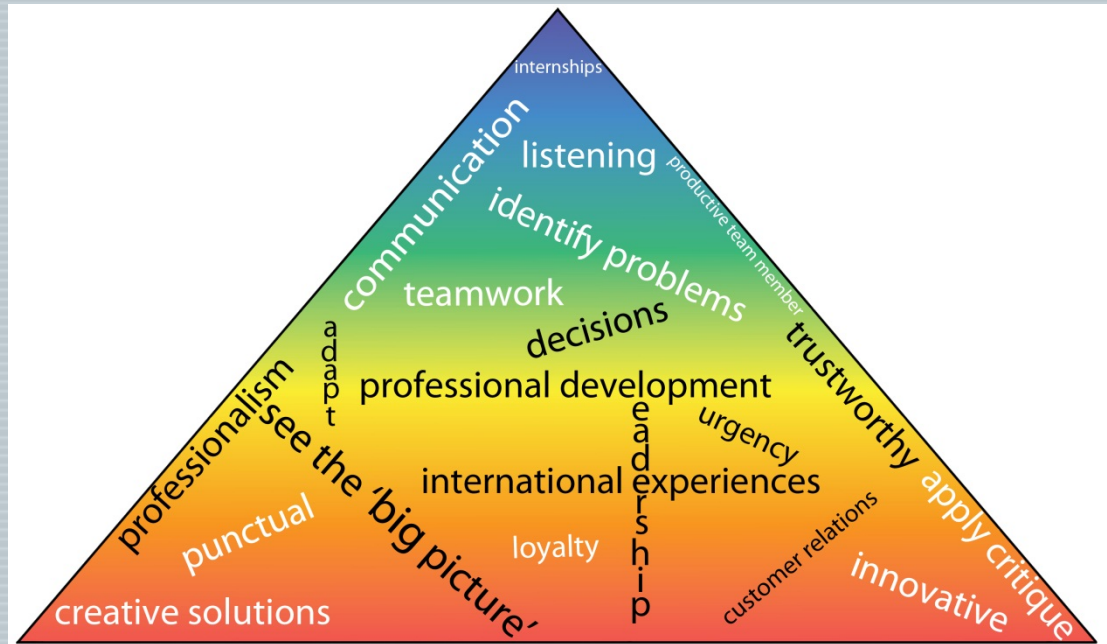 internships
communication
listening
productive team member
identify problems
teamwork
decisions
adapt
trustworthy
professional development
professionalism
see the ‘big picture’
leadership
urgency
international experiences
apply critique
punctual
loyalty
customer relations
innovative
creative solutions